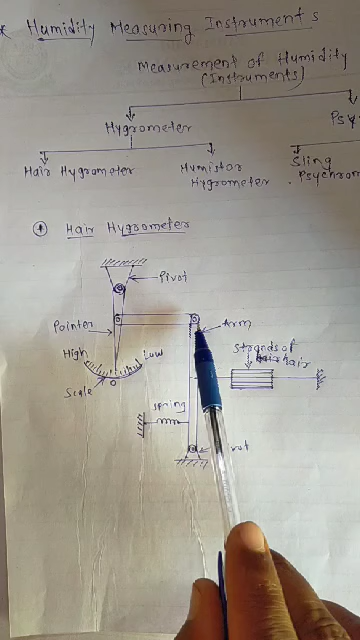 * Humidity Measuring Instruments
Measurement of Humidity
(Instruments)
Hygrometer
Hair Hygrometer
Humistor
Hygrometer
Sling
① Hair Hygrometer
Pivot
Pointer
Arm
High
Low
Strands of
hair
Scale
0
spring